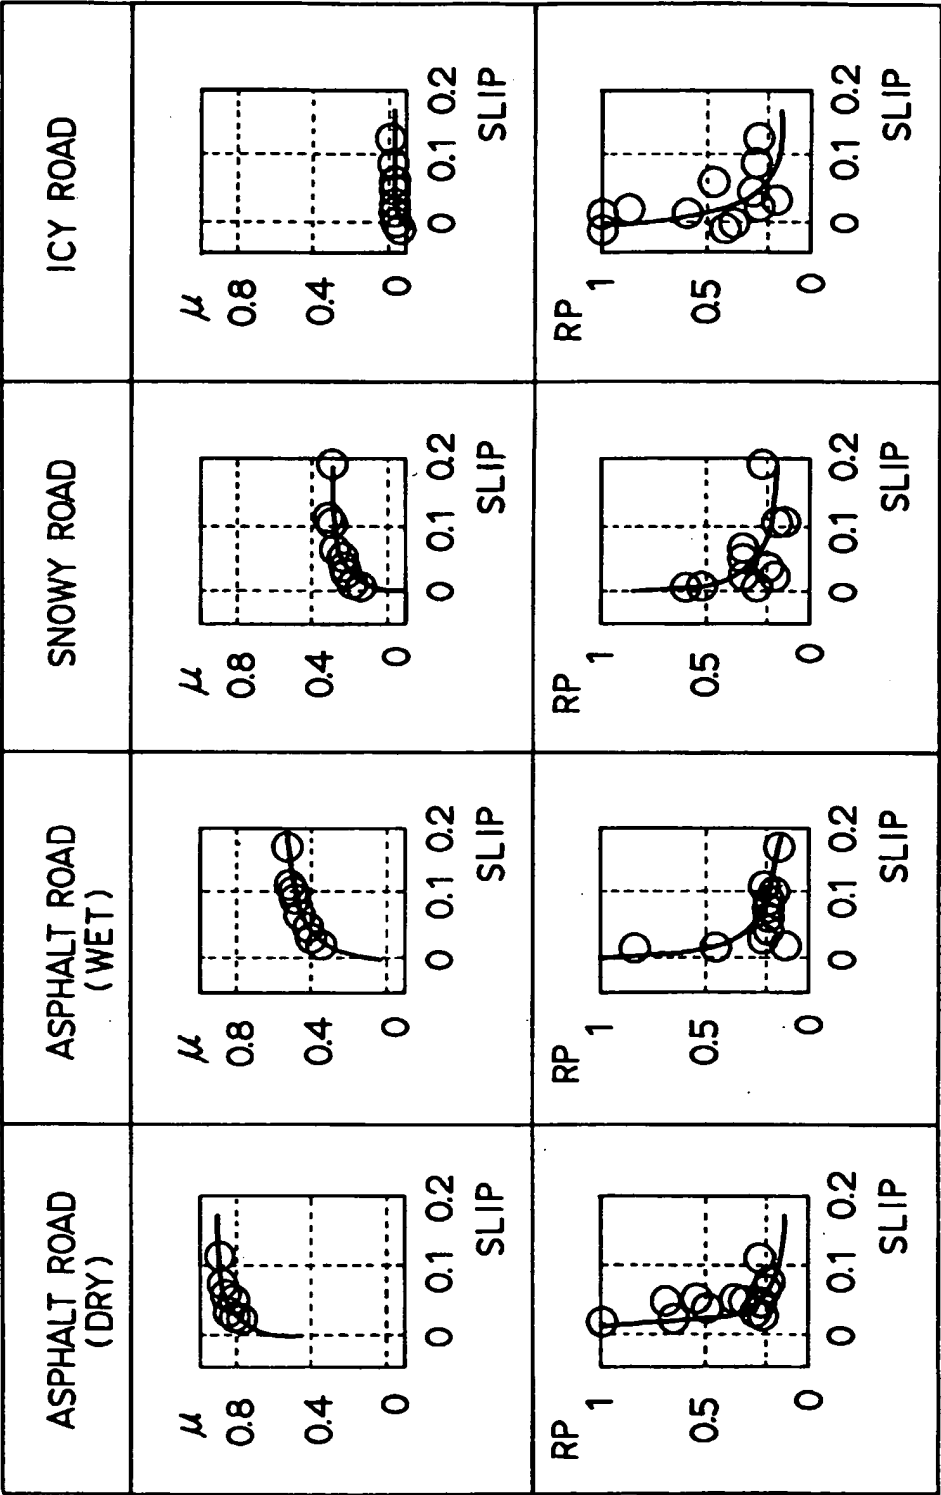 ASPHALT ROAD
(DRY)
ASPHALT ROAD
(WET)
SNOWY ROAD
ICY ROAD
μ
0.8
0.4
0
0 0.1 0.2
SLIP
μ
0.8
0.4
0
0 0.1 0.2
SLIP
μ
0.8
0.4
0
0 0.1 0.2
SLIP
μ
0.8
0.4
0
0 0.1 0.2
SLIP
RP
1
0.5
0
0 0.1 0.2
SLIP
RP
1
0.5
0
0 0.1 0.2
SLIP
RP
1
0.5
0
0 0.1 0.2
SLIP
RP
1
0.5
0
0 0.1 0.2
SLIP